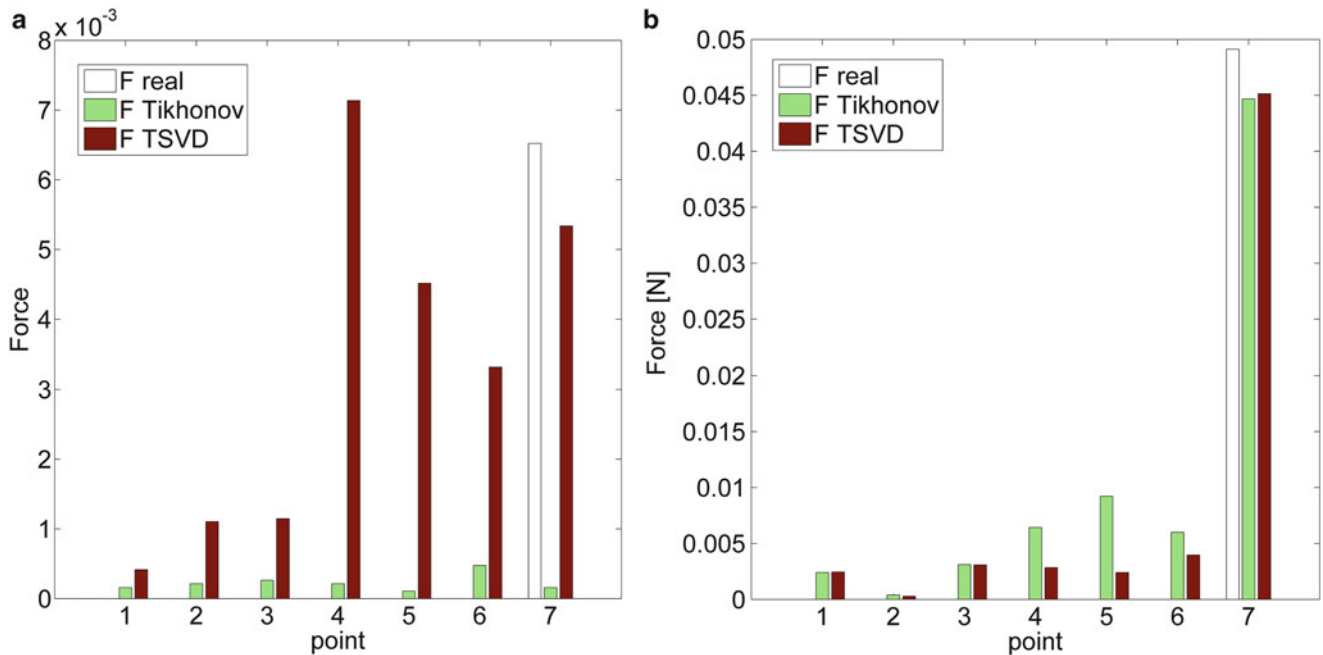 a
8 x 10-3
7
6
5
4
3
2
1
0
Force
F real
F Tikhonov
F TSVD
1 2 3 4 5 6 7
point
b
0.05
0.045
0.04
0.035
0.03
0.025
0.02
0.015
0.01
0.005
0
Force [N]
F real
F Tikhonov
F TSVD
1 2 3 4 5 6 7
point